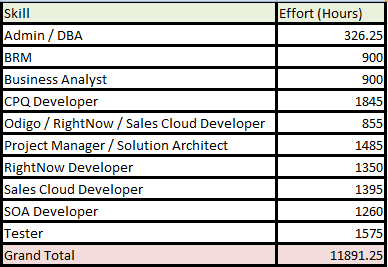 Skill Effort (Hours)
Admin / DBA 326.25
BRM 900
Business Analyst 900
CPQ Developer 1845
Odigo / RightNow / Sales Cloud Developer 855
Project Manager / Solution Architect 1485
RightNow Developer 1350
Sales Cloud Developer 1395
SOA Developer 1260
Tester 1575
Grand Total 11891.25